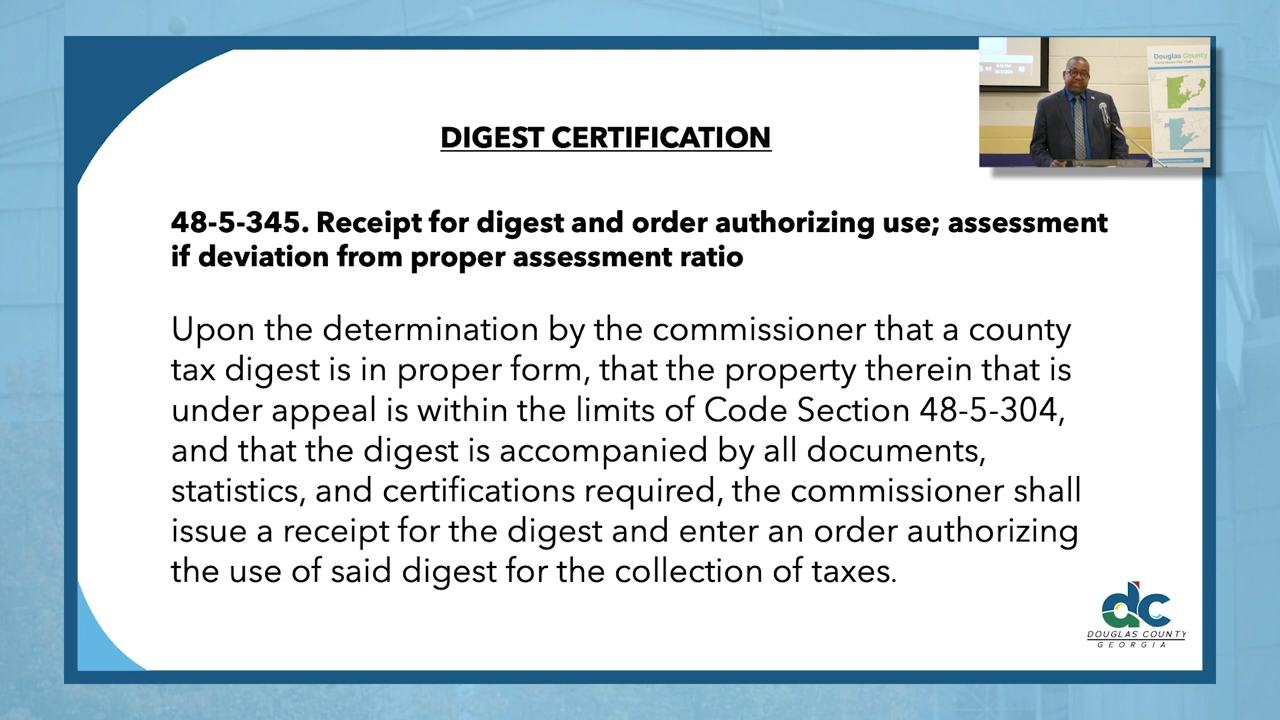 Douglas County
DIGEST CERTIFICATION
48-5-345. Receipt for digest and order authorizing use; assessment
if deviation from proper assessment ratio
Upon the determination by the commissioner that a county
tax digest is in proper form, that the property therein that is
under appeal is within the limits of Code Section 48-5-304,
and that the digest is accompanied by all documents,
statistics, and certifications required, the commissioner shall
issue a receipt for the digest and enter an order authorizing
the use of said digest for the collection of taxes.
dc
DOUGLAS COUNTY
GEORGIA